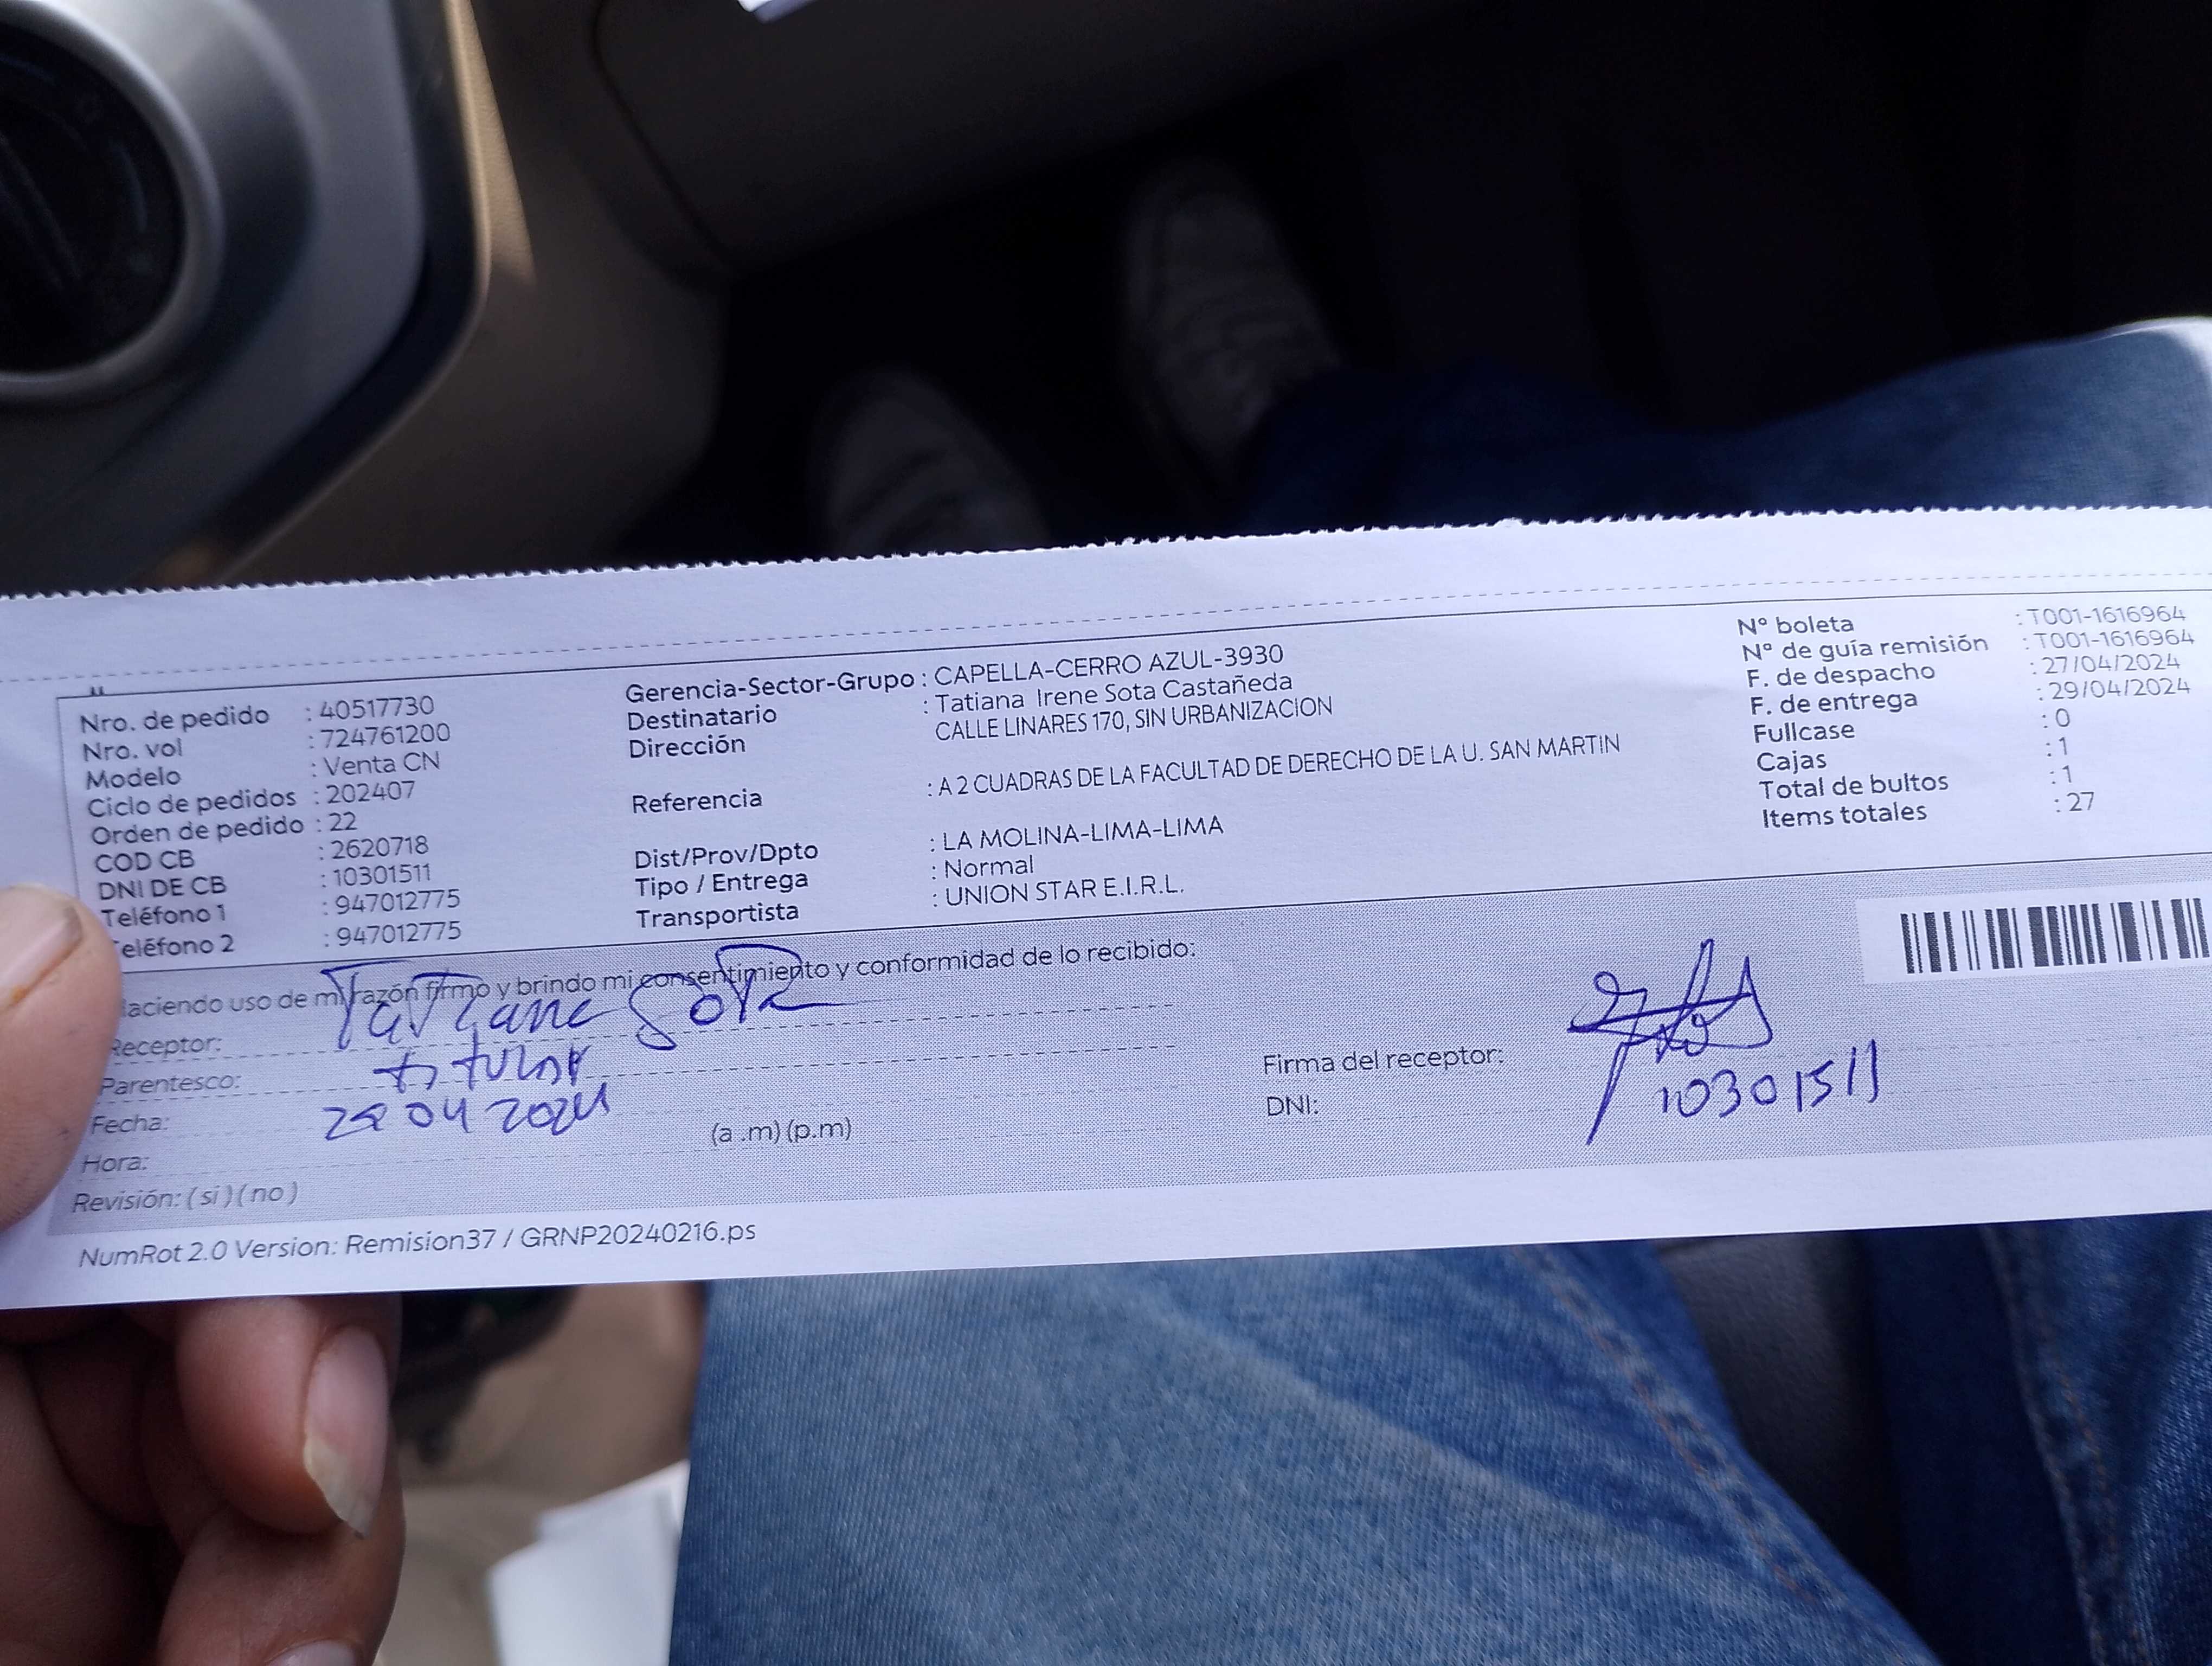 Nro. de pedido : 40517730
Nro. vol : 724761200
Modelo : Venta CN
Ciclo de pedidos : 202407
Orden de pedido : 22
COD CB : 2620718
DNI DE CB : 10301511
Teléfono 1 : 947012775
eléfono 2 : 947012775
Gerencia-Sector-Grupo : CAPELLA-CERRO AZUL-3930
Destinatario : Tatiana Irene Sota Castañeda
Dirección CALLE LINARES 170, SIN URBANIZACION
Referencia : A 2 CUADRAS DE LA FACULTAD DE DERECHO DE LA U. SAN MARTIN
Dist/Prov/Dpto : LA MOLINA-LIMA-LIMA
Tipo / Entrega : Normal
Transportista : UNION STAR E.I.R.L.
N° boleta : T001-1616964
N° de guía remisión : T001-1616964
F. de despacho : 27/04/2024
F. de entrega : 29/04/2024
Fullcase : 0
Cajas : 1
Total de bultos : 1
Items totales : 27
aciendo uso de mi razón firmo y brindo mi consentimiento y conformidad de lo recibido:
Receptor: Tatiana Sota
Parentesco: titular
Fecha: 29 04 2024
Hora: (a .m) (p.m)
Revisión: ( si ) ( no )
Firma del receptor:
DNI: 10301511
NumRot 2.0 Version: Remision37 / GRNP20240216.ps